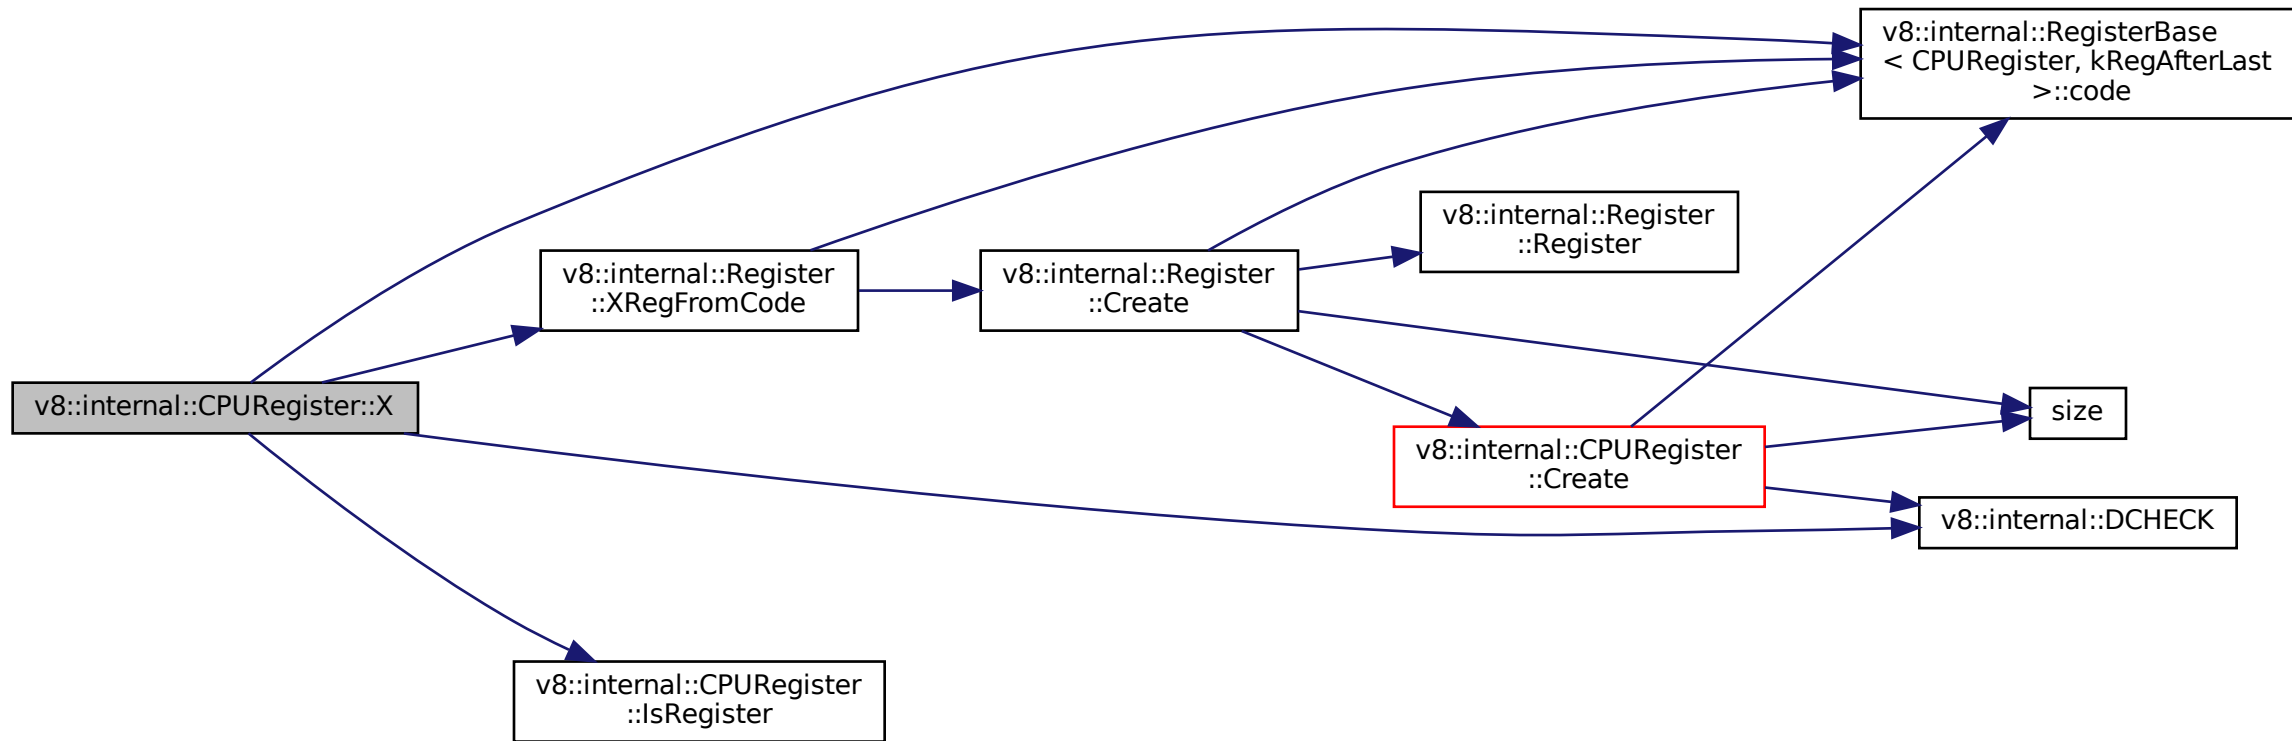 v8::internal::RegisterBase
< CPURegister, kRegAfterLast
>::code
v8::internal::Register
::Register
v8::internal::Register
::XRegFromCode
v8::internal::Register
::Create
v8::internal::CPURegister::X
size
v8::internal::CPURegister
::Create
v8::internal::DCHECK
v8::internal::CPURegister
::IsRegister